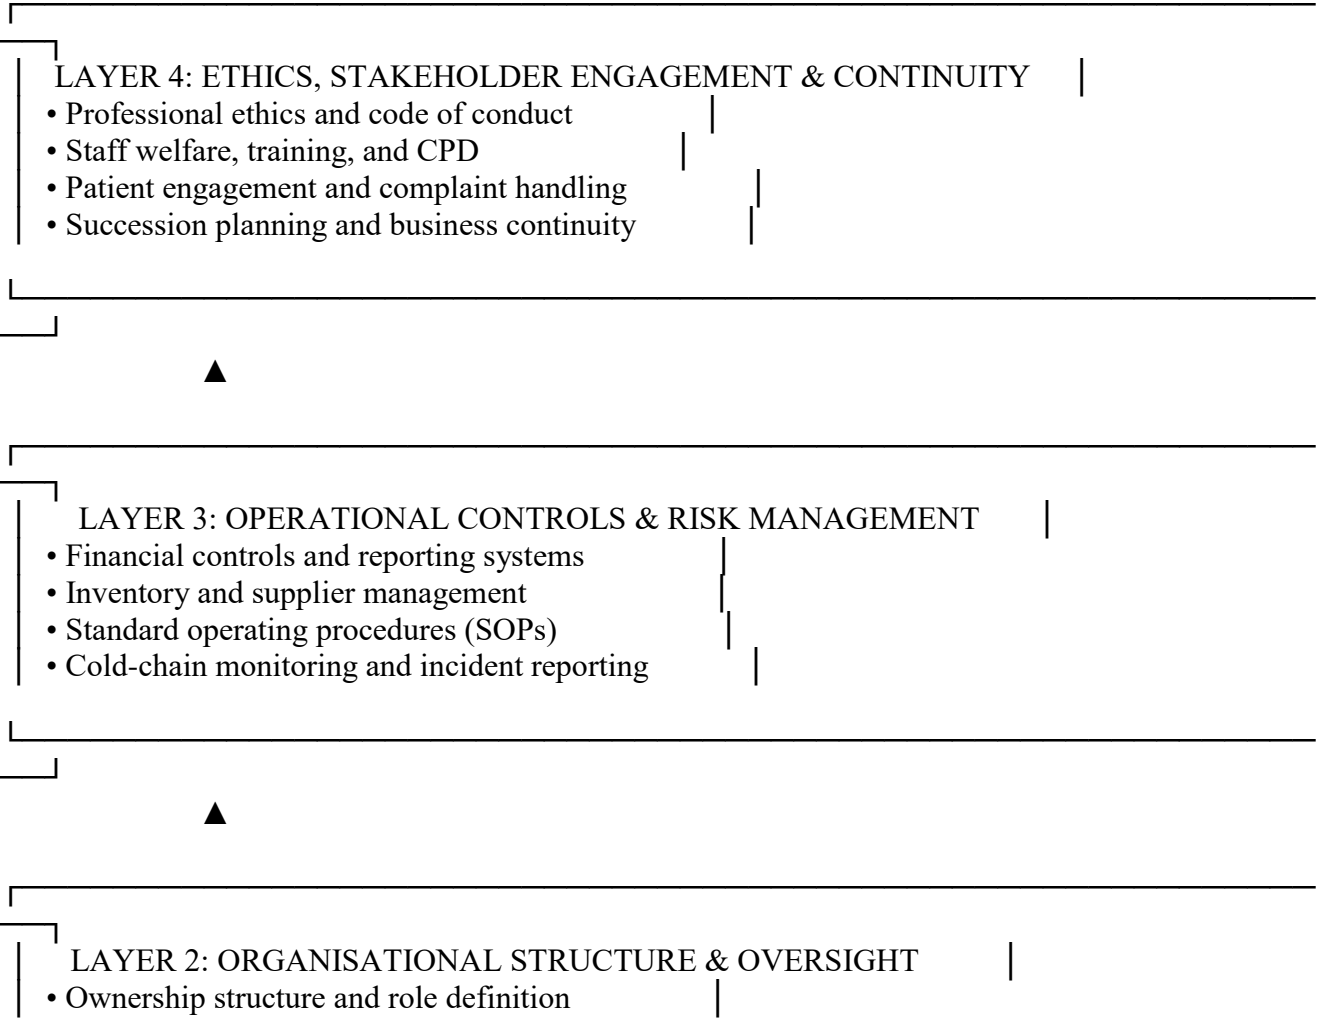 LAYER 4: ETHICS, STAKEHOLDER ENGAGEMENT & CONTINUITY
• Professional ethics and code of conduct
• Staff welfare, training, and CPD
• Patient engagement and complaint handling
• Succession planning and business continuity
▲
LAYER 3: OPERATIONAL CONTROLS & RISK MANAGEMENT
• Financial controls and reporting systems
• Inventory and supplier management
• Standard operating procedures (SOPs)
• Cold-chain monitoring and incident reporting
▲
LAYER 2: ORGANISATIONAL STRUCTURE & OVERSIGHT
• Ownership structure and role definition